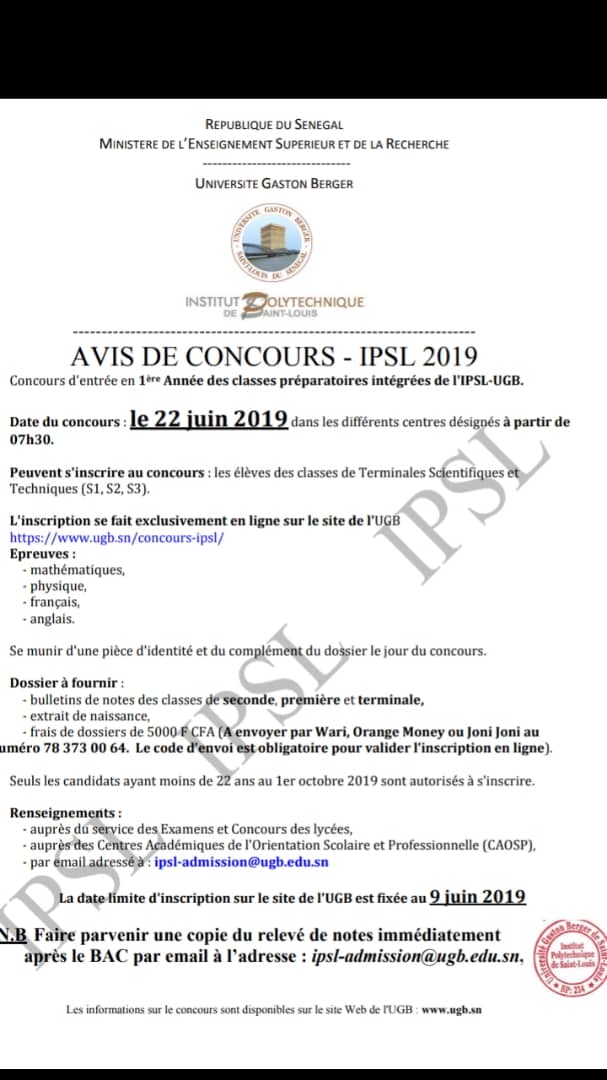 REPUBLIQUE DU SENEGAL
MINISTERE DE L'ENSEIGNEMENT SUPERIEUR ET DE LA RECHERCHE
------------------------------
UNIVERSITE GASTON BERGER
UNIVERSITE GASTON BERGER
SAINT-LOUIS DU SENEGAL
INSTITUT POLYTECHNIQUE
DE SAINT-LOUIS
AVIS DE CONCOURS - IPSL 2019
Concours d'entrée en 1ère Année des classes préparatoires intégrées de l'IPSL-UGB.
Date du concours : le 22 juin 2019 dans les différents centres désignés à partir de
07h30.
Peuvent s'inscrire au concours : les élèves des classes de Terminales Scientifiques et
Techniques (S1, S2, S3).
L'inscription se fait exclusivement en ligne sur le site de l'UGB
https://www.ugb.sn/concours-ipsl/
Epreuves :
- mathématiques,
- physique,
- français,
- anglais.
Se munir d'une pièce d'identité et du complément du dossier le jour du concours.
Dossier à fournir :
- bulletins de notes des classes de seconde, première et terminale,
- extrait de naissance,
- frais de dossiers de 5000 F CFA (A envoyer par Wari, Orange Money ou Joni Joni au
uméro 78 373 00 64. Le code d'envoi est obligatoire pour valider l'inscription en ligne).
Seuls les candidats ayant moins de 22 ans au 1er octobre 2019 sont autorisés à s'inscrire.
Renseignements :
- auprès du service des Examens et Concours des lycées,
- auprès des Centres Académiques de l'Orientation Scolaire et Professionnelle (CAOSP),
- par email adressé à : ipsl-admission@ugb.edu.sn
La date limite d'inscription sur le site de l'UGB est fixée au 9 juin 2019
N.B Faire parvenir une copie du relevé de notes immédiatement
après le BAC par email à l'adresse : ipsl-admission@ugb.edu.sn,
Université Gaston Berger de Saint-Louis
Institut
Polytechnique
de Saint-Louis
BP: 234
Les informations sur le concours sont disponibles sur le site Web de l'UGB : www.ugb.sn
IPSL
IPSL
IPSL